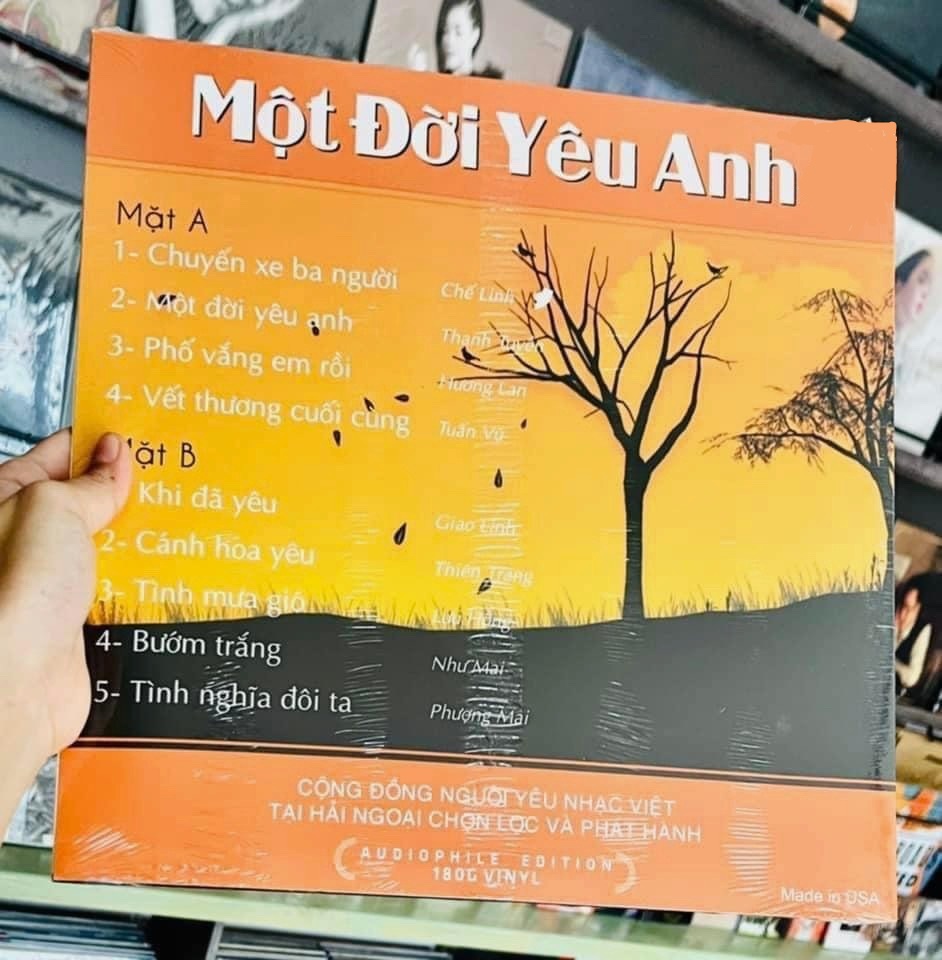 Một Đời Yêu Anh
Mặt A
1- Chuyến xe ba người Chế Linh
2- Một đời yêu anh Thanh Tuyền
3- Phố vắng em rồi Hương Lan
4- Vết thương cuối cùng Tuấn Vũ
Mặt B
Khi đã yêu Giao Linh
2- Cánh hoa yêu Thiên Trang
3- Tình mưa gió Lưu Hồng
4- Bướm trắng Như Mai
5- Tình nghĩa đôi ta Phượng Mai
CỘNG ĐỒNG NGƯỜI YÊU NHẠC VIỆT
TẠI HẢI NGOẠI CHỌN LỌC VÀ PHÁT HÀNH
AUDIOPHILE EDITION
180G VINYL
Made in USA